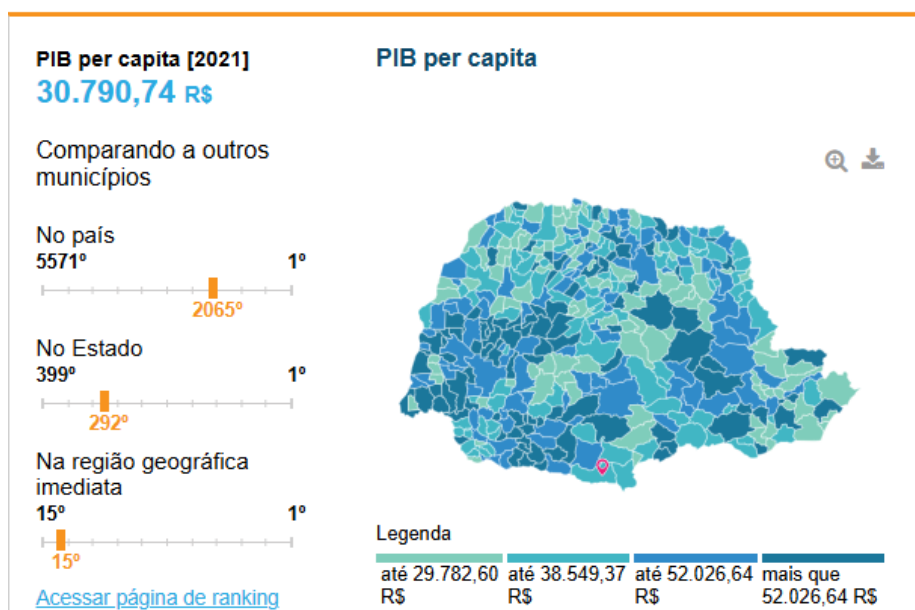 PIB per capita [2021]
30.790,74 R$
Comparando a outros
municípios
No país
5571º 1º
2065º
No Estado
399º 1º
292º
Na região geográfica
imediata
15º 1º
15º
Acessar página de ranking
PIB per capita
Legenda
até 29.782,60 R$
até 38.549,37 R$
até 52.026,64 R$
mais que 52.026,64 R$